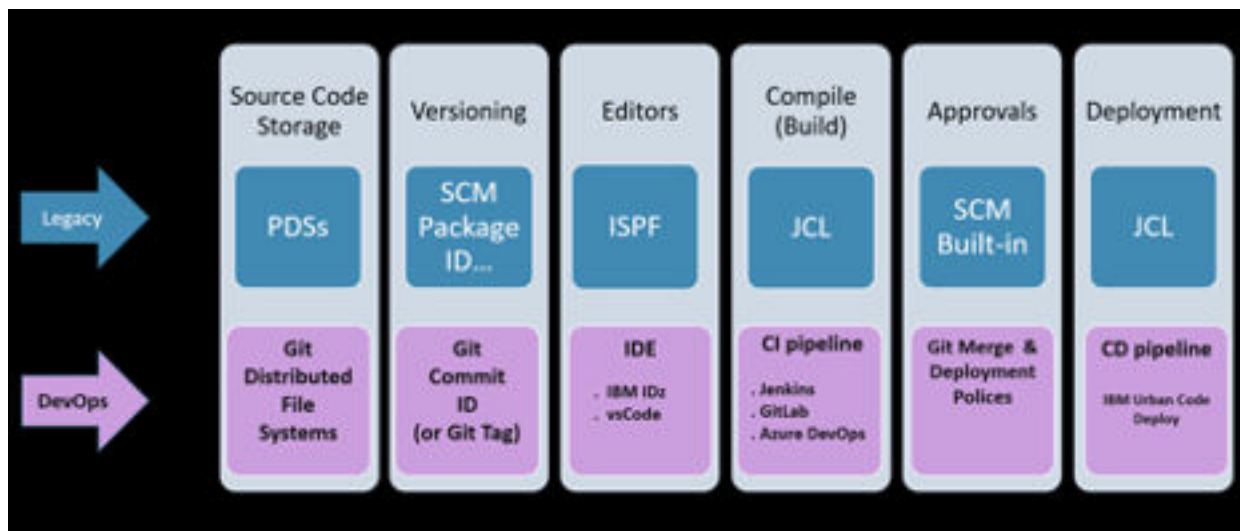 Source Code
Storage
Versioning
Editors
Compile
(Build)
Approvals
Deployment
Legacy
PDSs
SCM
Package
ID...
ISPF
JCL
SCM
Built-in
JCL
DevOps
Git
Distributed
File
Systems
Git
Commit
ID
(or Git Tag)
IDE
. IBM IDz
. vsCode
CI pipeline
. Jenkins
. GitLab
. Azure DevOps
Git Merge &
Deployment
Polices
CD pipeline
IBM Urban Code
Deploy